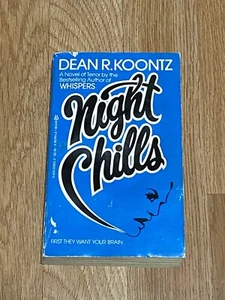 DEAN R. KOONTZ
A Novel of Terror by the
Bestselling Author of
WHISPERS
Night
Chills
FIRST THEY WANT YOUR BRAIN